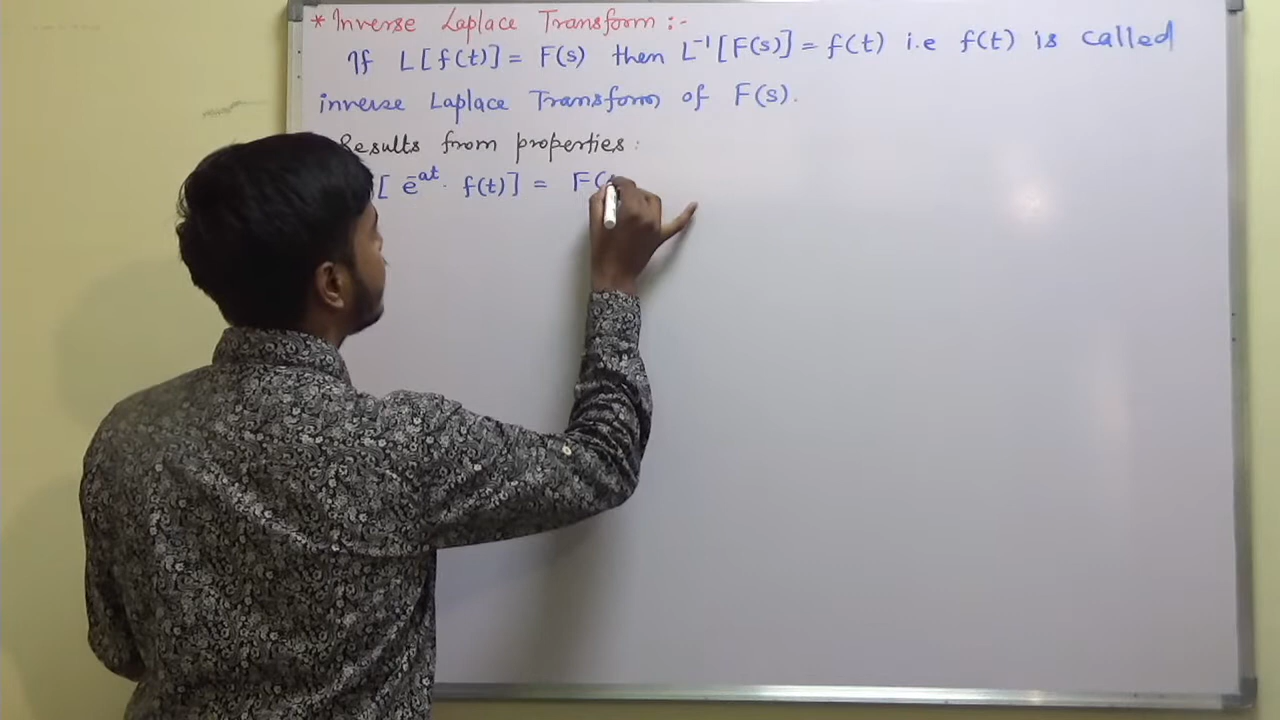 * Inverse Laplace Transform :-
If L[f(t)] = F(s) then L⁻¹[F(s)] = f(t) i.e f(t) is called
inverse Laplace Transform of F(s).
Results from properties :
[ e⁻ᵃᵗ · f(t)] = F(